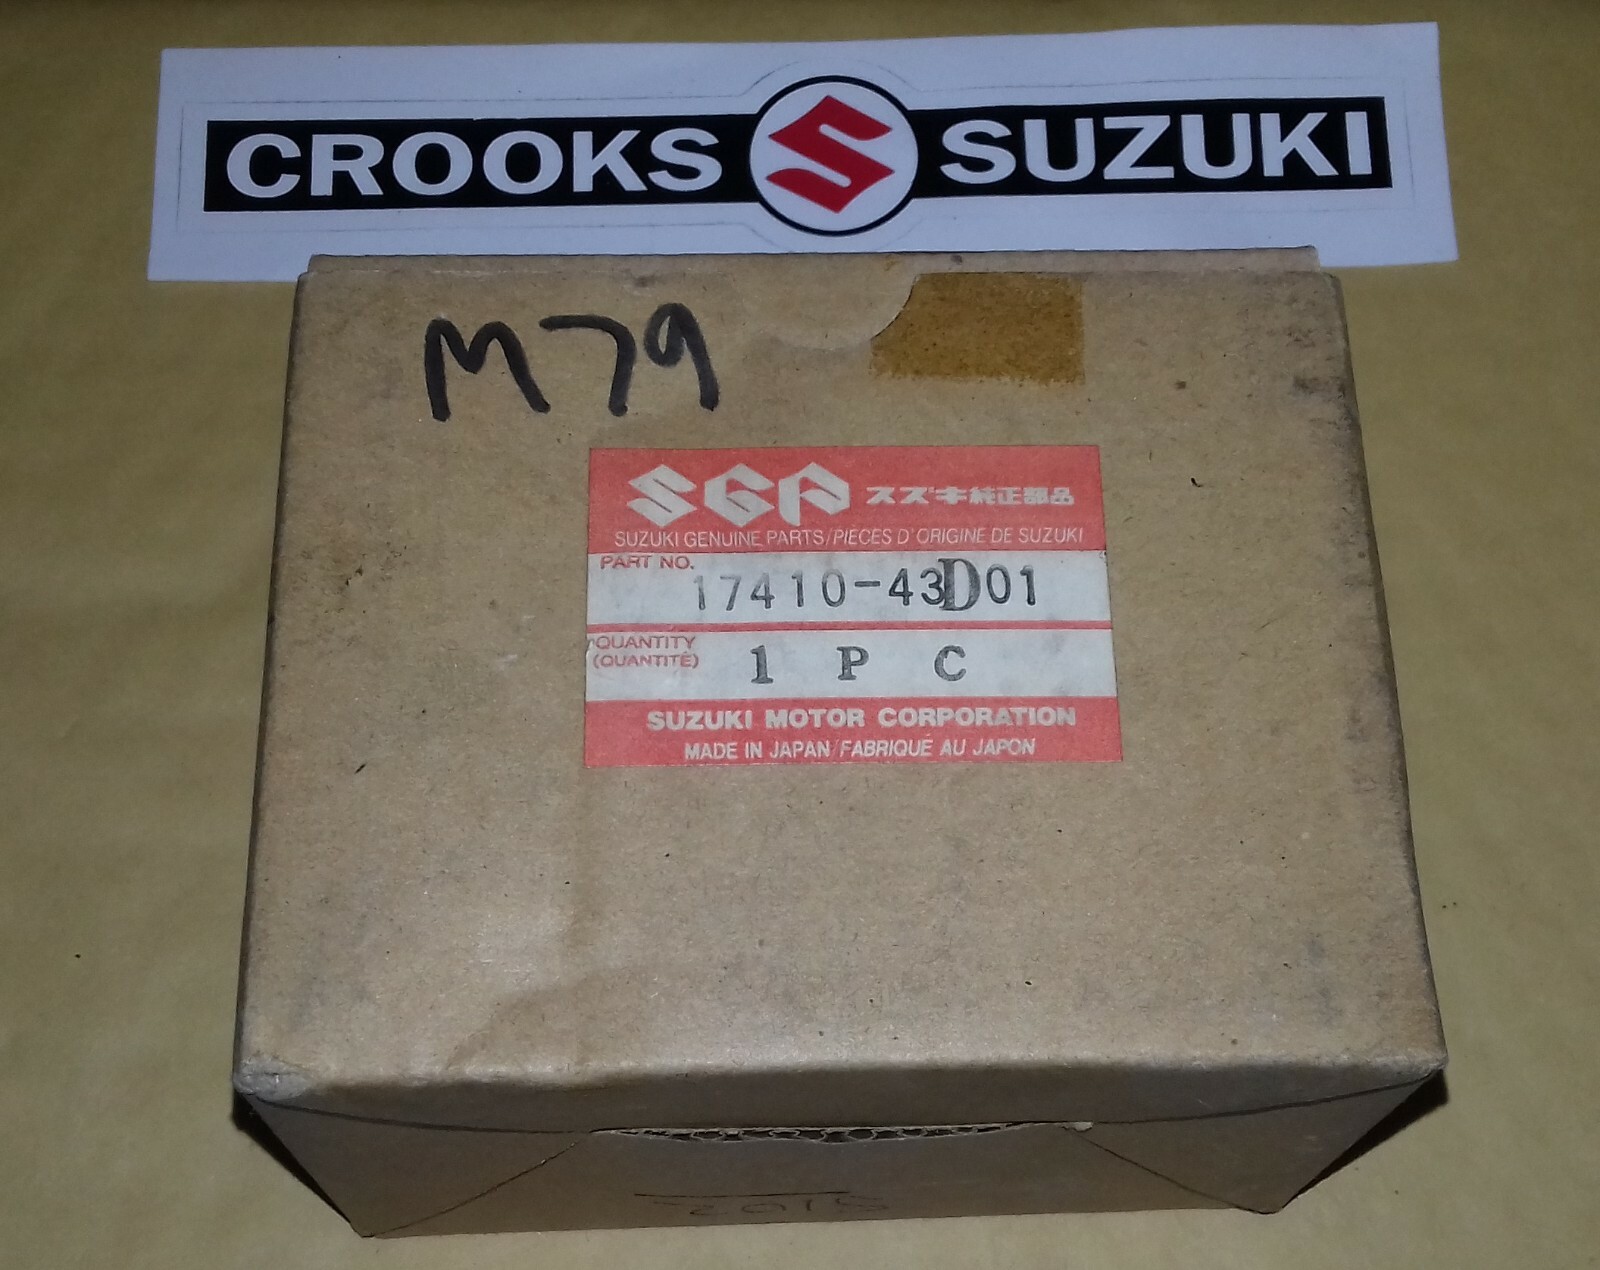 CROOKS SUZUKI
M79
SGP スズキ純正部品
SUZUKI GENUINE PARTS/PIÈCES D'ORIGINE DE SUZUKI
PART NO.
17410-43D01
QUANTITY
(QUANTITÉ)
1 P C
SUZUKI MOTOR CORPORATION
MADE IN JAPAN/FABRIQUÉ AU JAPON